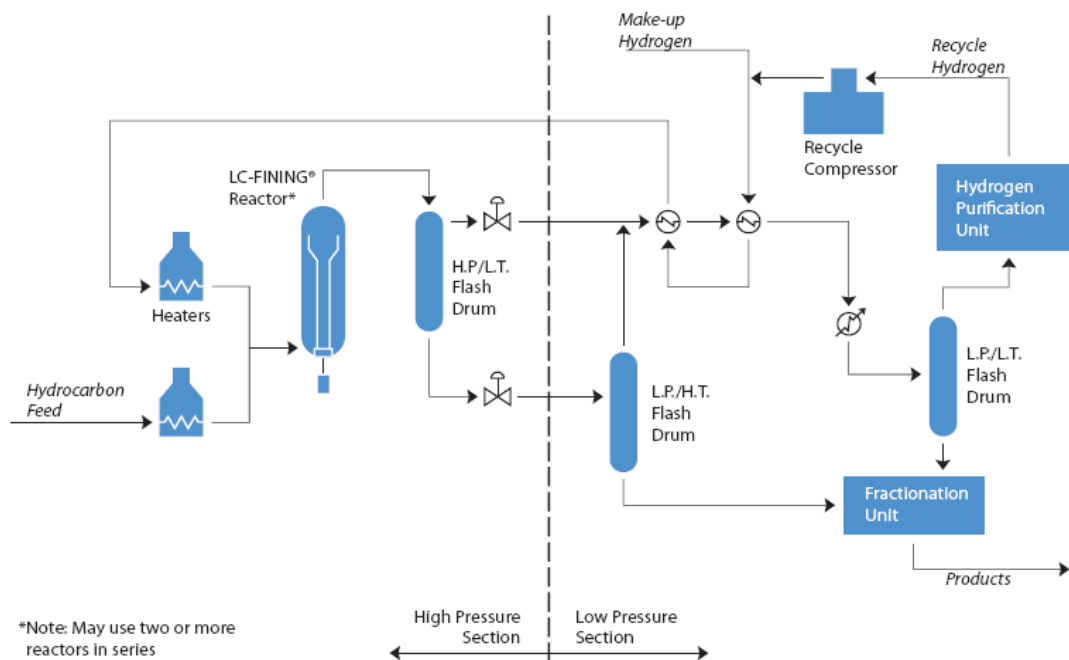 Make-up
Hydrogen
Recycle
Hydrogen
Recycle
Compressor
LC-FINING®
Reactor*
Hydrogen
Purification
Unit
H.P/L.T.
Flash
Drum
Heaters
L.P./L.T.
Flash
Drum
L.P./H.T.
Flash
Drum
Hydrocarbon
Feed
Fractionation
Unit
Products
*Note: May use two or more
reactors in series
High Pressure
Section
Low Pressure
Section